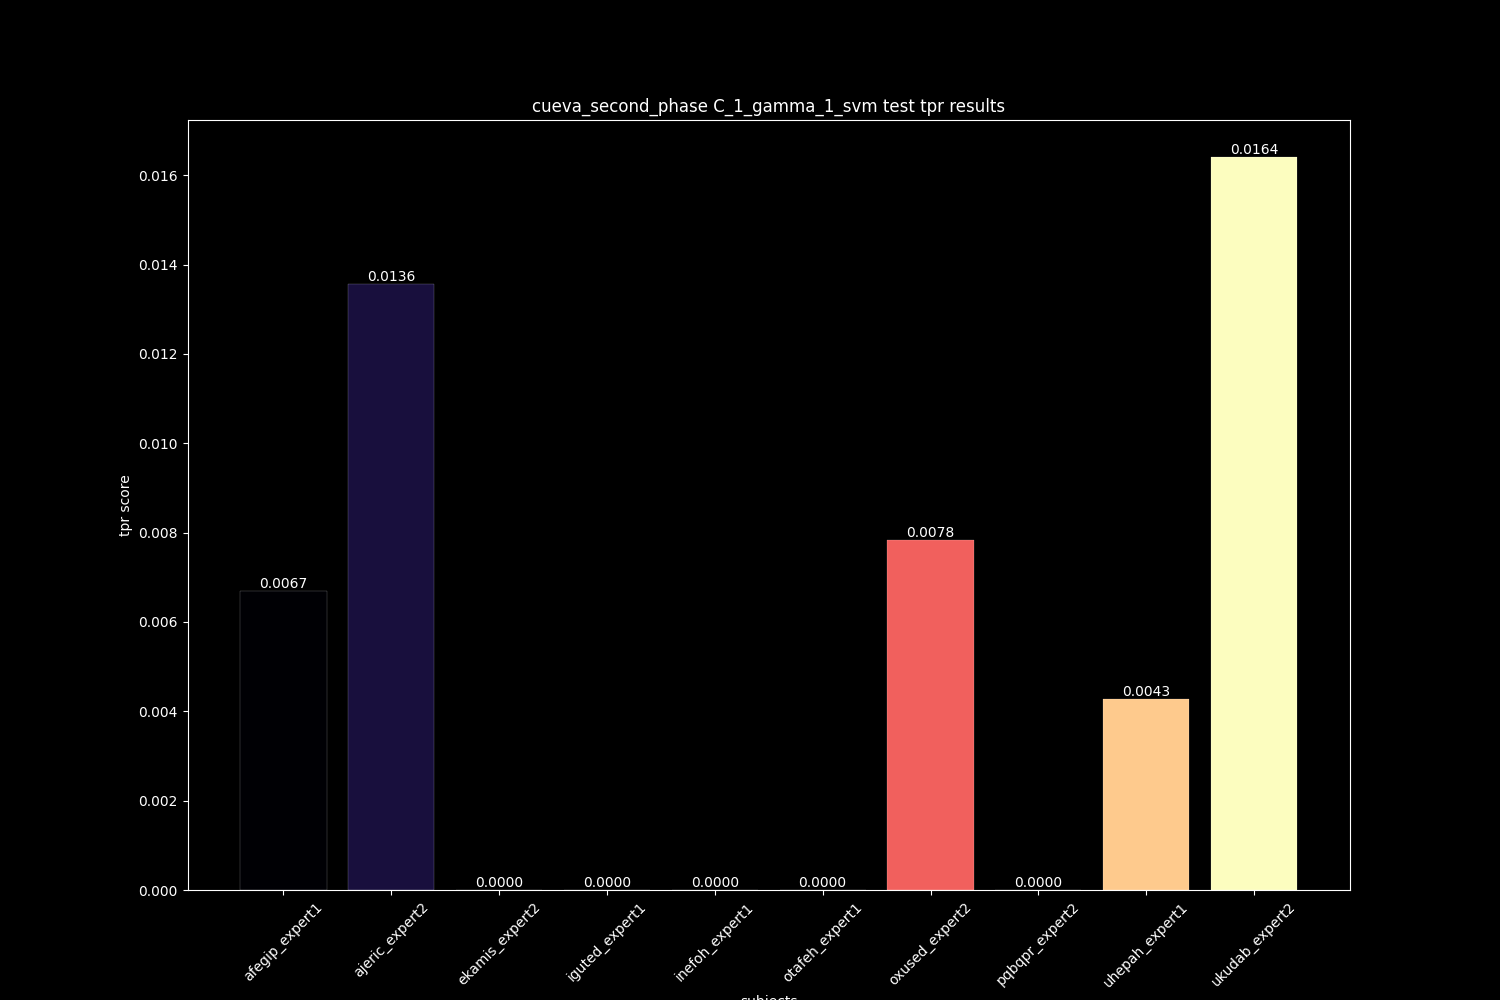 cueva_second_phase C_1_gamma_1_svm test tpr results
tpr score
0.016
0.014
0.012
0.010
0.008
0.006
0.004
0.002
0.000
0.0067
0.0136
0.0000
0.0000
0.0000
0.0000
0.0078
0.0000
0.0043
0.0164
afegip_expert1
ajeric_expert2
ekamis_expert2
iguted_expert1
inefoh_expert1
otafeh_expert1
oxused_expert2
pqbqpr_expert2
uhepah_expert1
ukudab_expert2
subjects